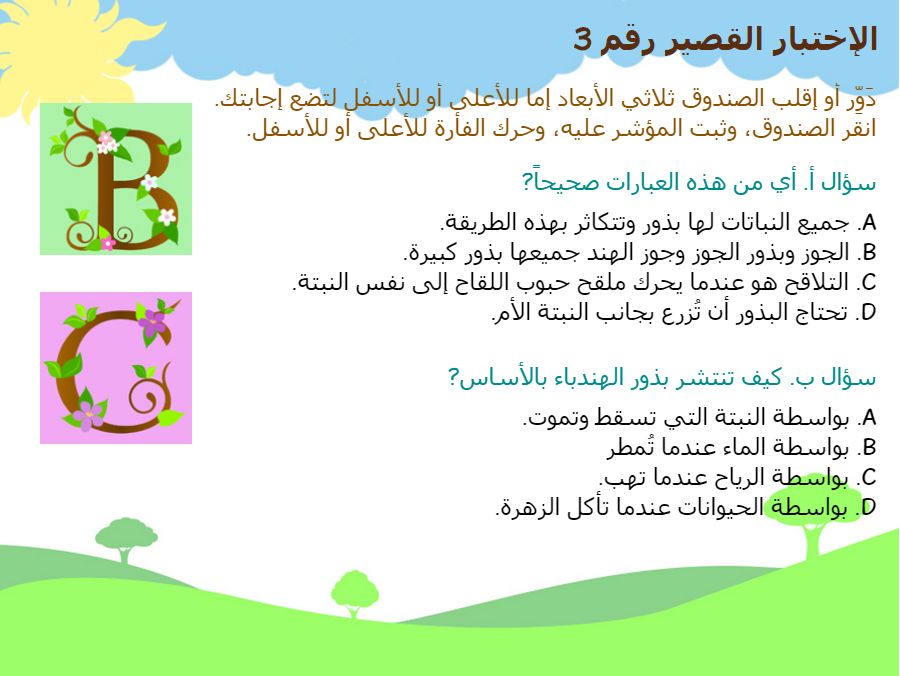 الإختبار القصير رقم 3
دَوِّر أو إقلب الصندوق ثلاثي الأبعاد إما للأعلى أو للأسفل لتضع إجابتك.
انقَر الصندوق، وثبت المؤشر عليه، وحرك الفأرة للأعلى أو للأسفل.
B
سؤال أ. أي من هذه العبارات صحيحاً؟
A. جميع النباتات لها بذور وتتكاثر بهذه الطريقة.
B. الجوز وبذور الجوز وجوز الهند جميعها بذور كبيرة.
C. التلاقح هو عندما يحرك ملقح حبوب اللقاح إلى نفس النبتة.
D. تحتاج البذور أن تُزرع بجانب النبتة الأم.
C
سؤال ب. كيف تنتشر بذور الهندباء بالأساس؟
A. بواسطة النبتة التي تسقط وتموت.
B. بواسطة الماء عندما تُمطر
C. بواسطة الرياح عندما تهب.
D. بواسطة الحيوانات عندما تأكل الزهرة.